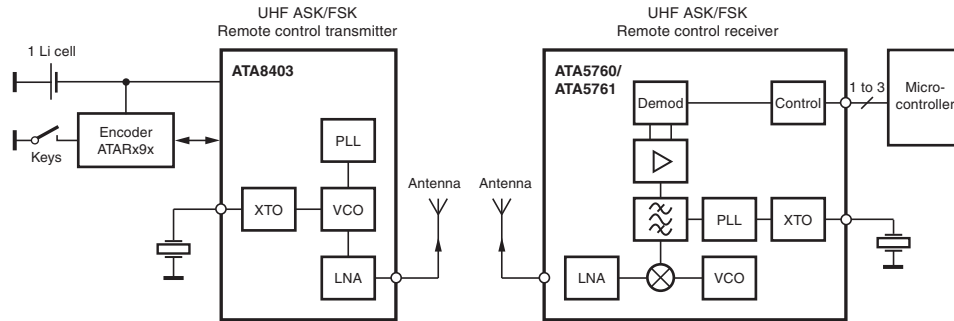 UHF ASK/FSK
Remote control transmitter
1 Li cell
ATA8403
Encoder
ATARx9x
Keys
PLL
XTO
VCO
LNA
Antenna
UHF ASK/FSK
Remote control receiver
Antenna
ATA5760/
ATA5761
Demod
Control
1 to 3
Micro-
controller
PLL
XTO
LNA
VCO